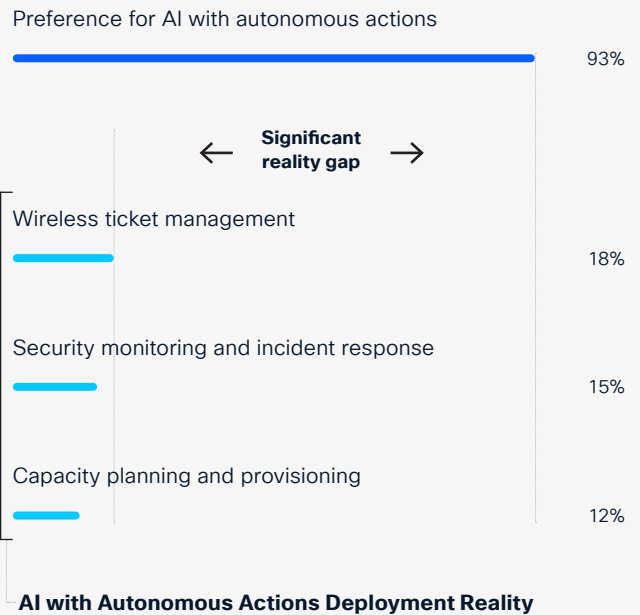 Preference for AI with autonomous actions
93%
Significant
reality gap
Wireless ticket management
18%
Security monitoring and incident response
15%
Capacity planning and provisioning
12%
AI with Autonomous Actions Deployment Reality